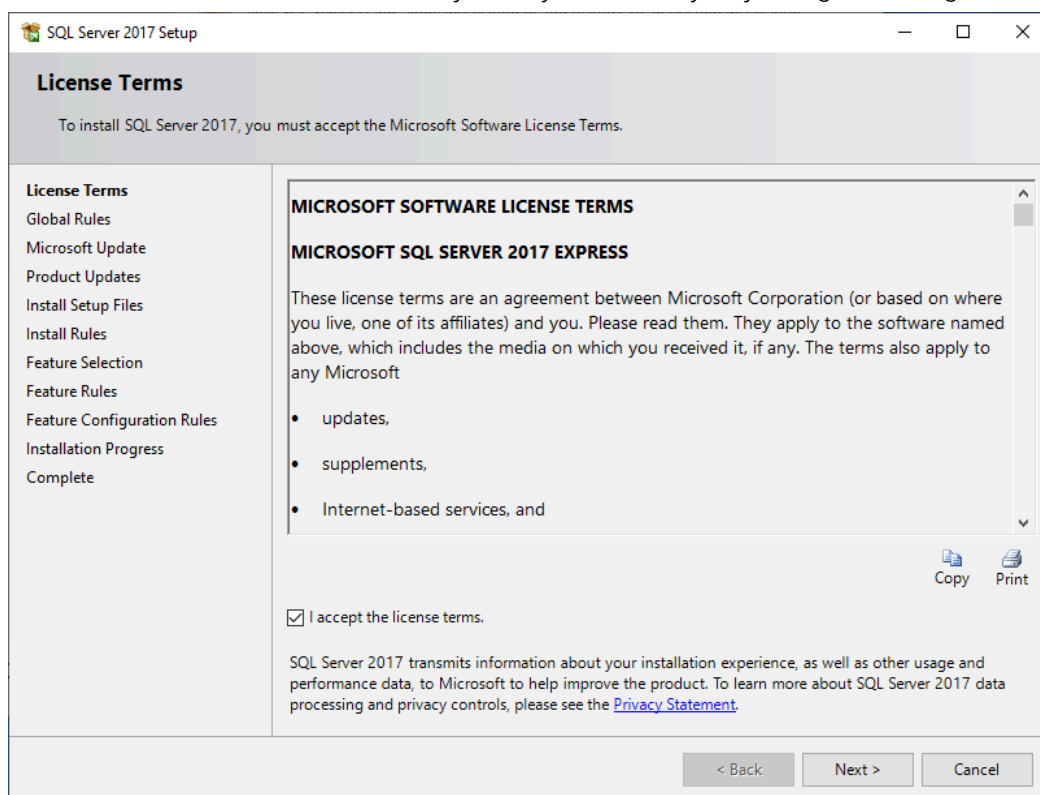 SQL Server 2017 Setup
License Terms
To install SQL Server 2017, you must accept the Microsoft Software License Terms.
License Terms
Global Rules
Microsoft Update
Product Updates
Install Setup Files
Install Rules
Feature Selection
Feature Rules
Feature Configuration Rules
Installation Progress
Complete
MICROSOFT SOFTWARE LICENSE TERMS
MICROSOFT SQL SERVER 2017 EXPRESS
These license terms are an agreement between Microsoft Corporation (or based on where
you live, one of its affiliates) and you. Please read them. They apply to the software named
above, which includes the media on which you received it, if any. The terms also apply to
any Microsoft
• updates,
• supplements,
• Internet-based services, and
Copy Print
I accept the license terms.
SQL Server 2017 transmits information about your installation experience, as well as other usage and
performance data, to Microsoft to help improve the product. To learn more about SQL Server 2017 data
processing and privacy controls, please see the Privacy Statement.
< Back Next > Cancel